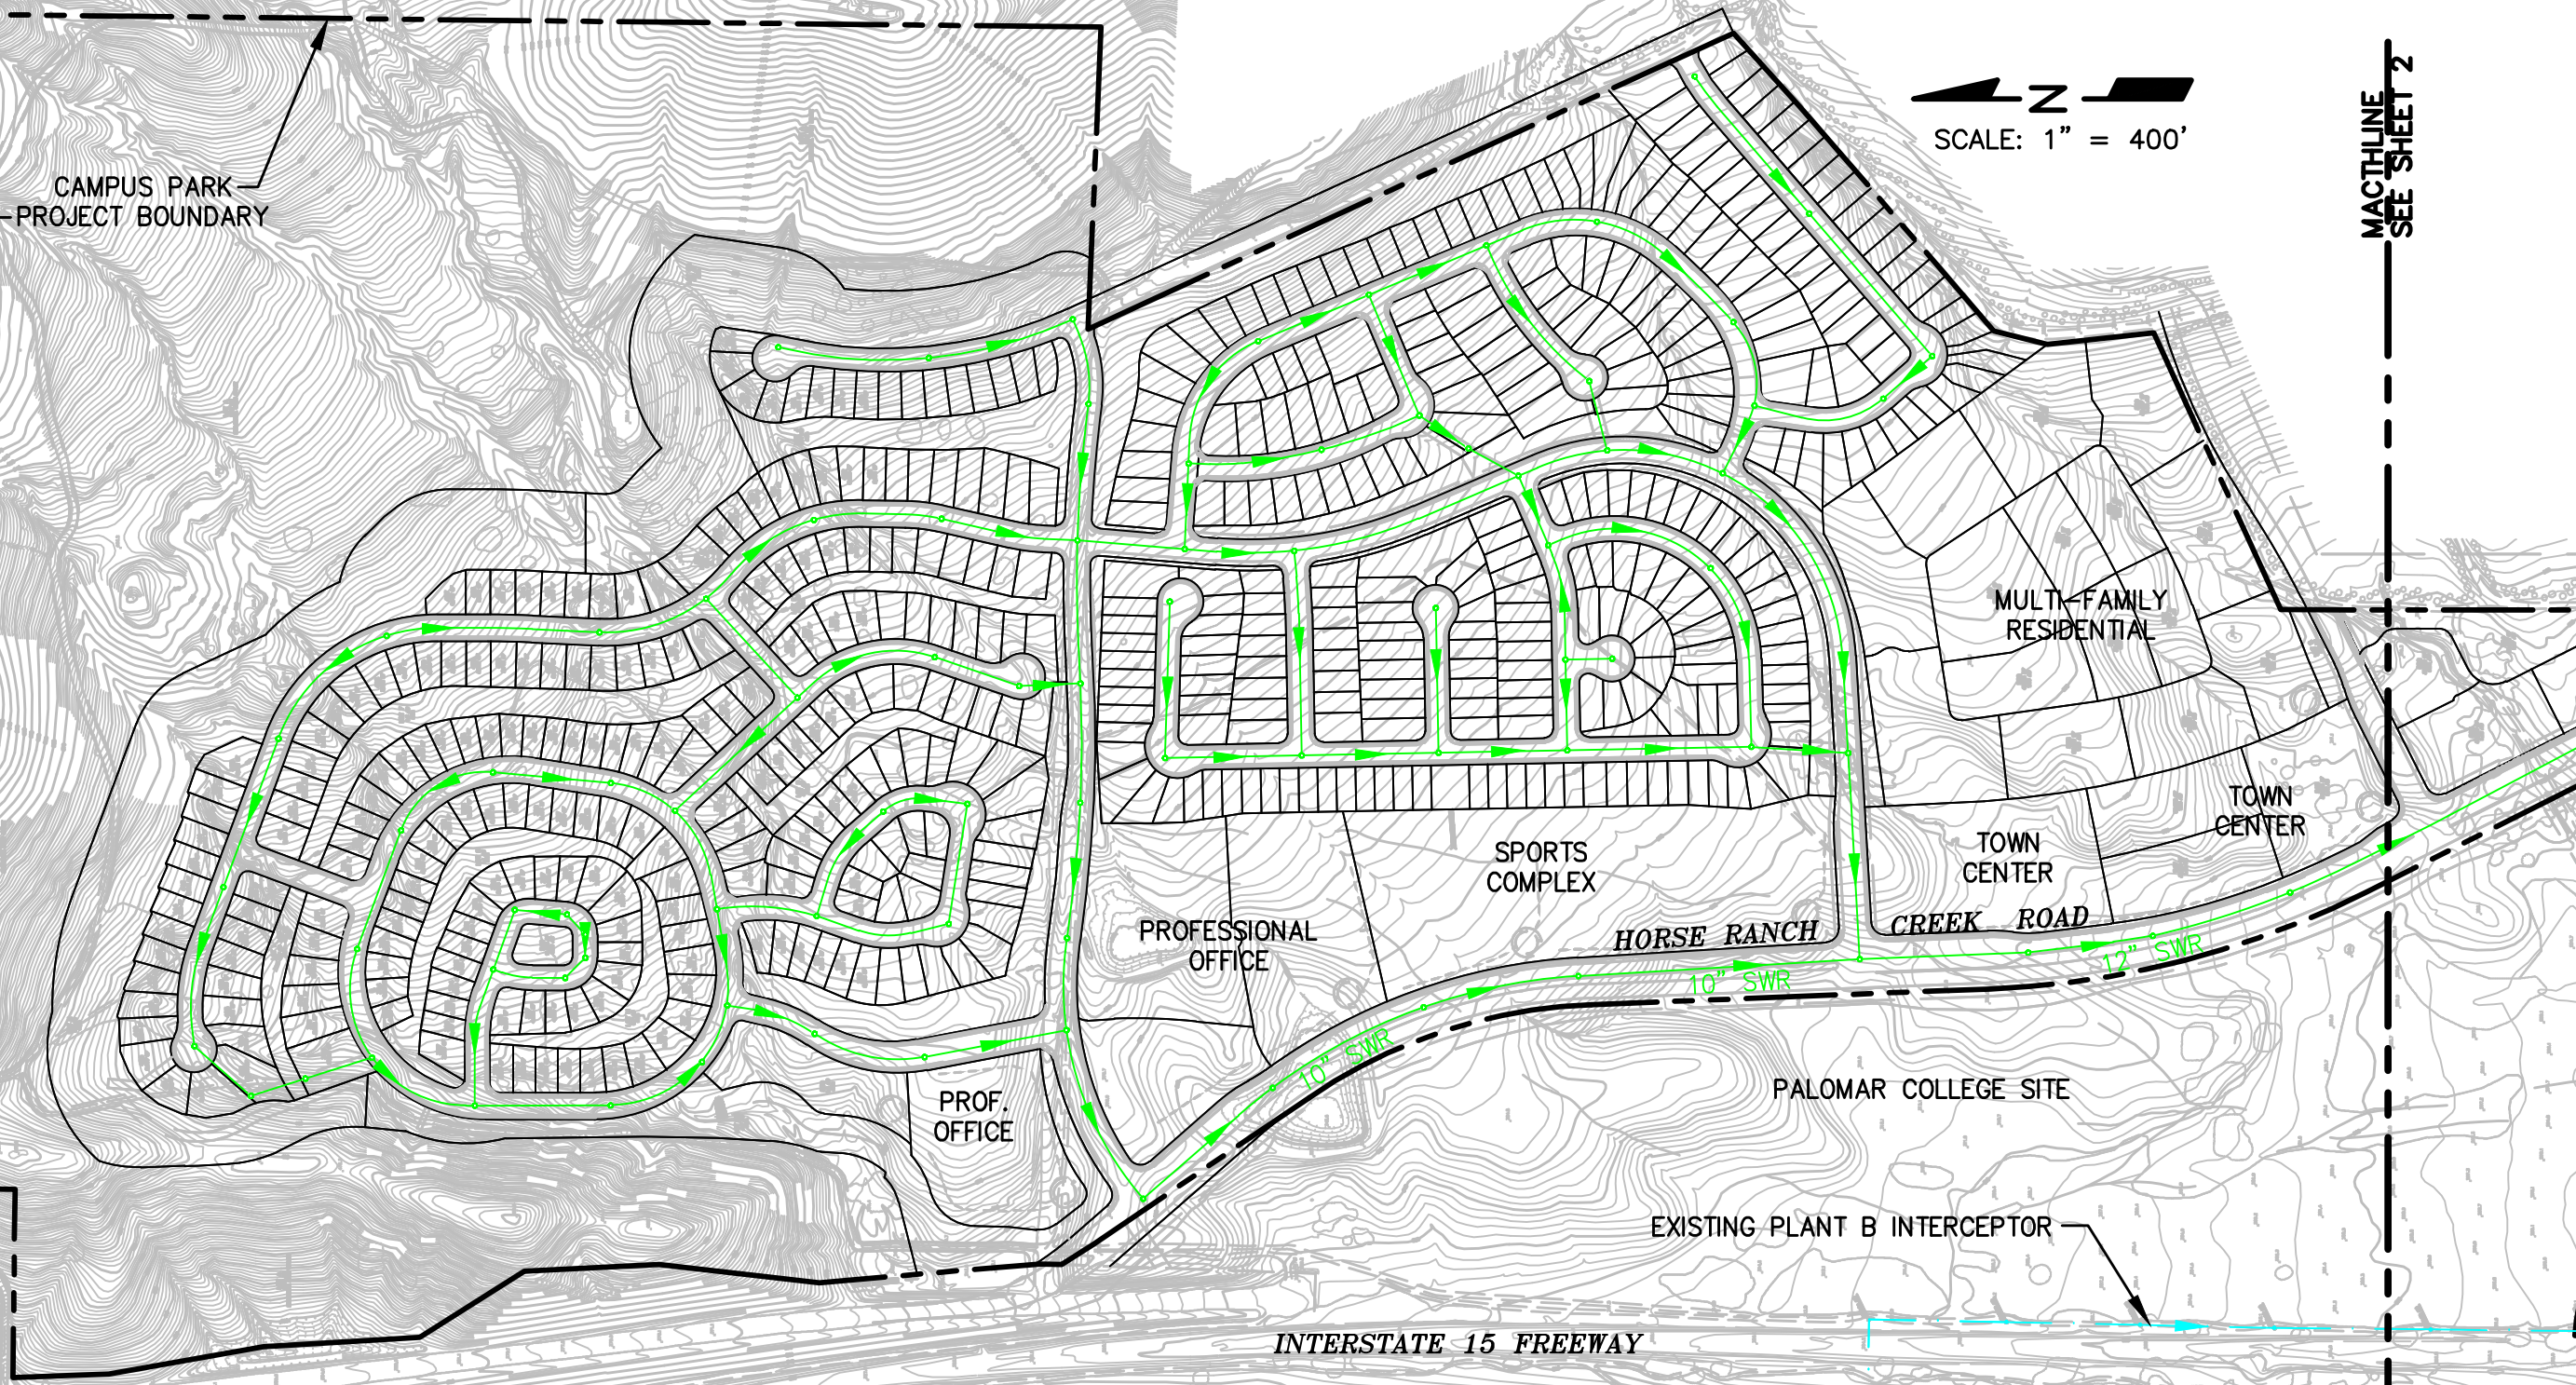 CAMPUS PARK
PROJECT BOUNDARY
N
SCALE: 1" = 400'
MACTHLINE
SEE SHEET 2
MULTI-FAMILY
RESIDENTIAL
TOWN
CENTER
TOWN
CENTER
SPORTS
COMPLEX
PROFESSIONAL
OFFICE
HORSE RANCH CREEK ROAD
10" SWR
12" SWR
10" SWR
PROF.
OFFICE
PALOMAR COLLEGE SITE
EXISTING PLANT B INTERCEPTOR
INTERSTATE 15 FREEWAY